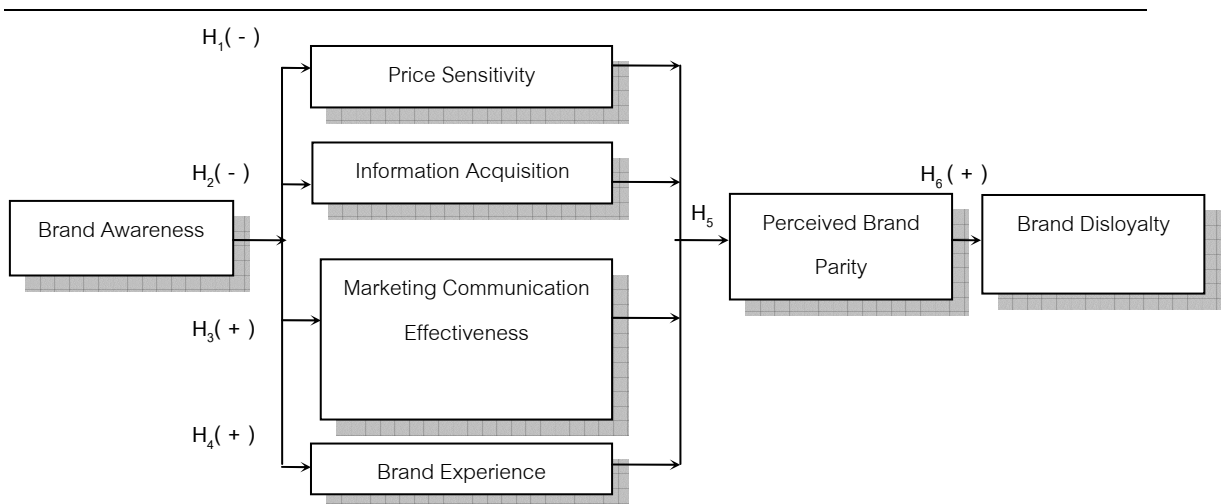 H₁( - )
Price Sensitivity
H₂( - )
Information Acquisition
Brand Awareness
H₃( + )
Marketing Communication
Effectiveness
H₄( + )
Brand Experience
H₅
Perceived Brand
Parity
H₆ ( + )
Brand Disloyalty